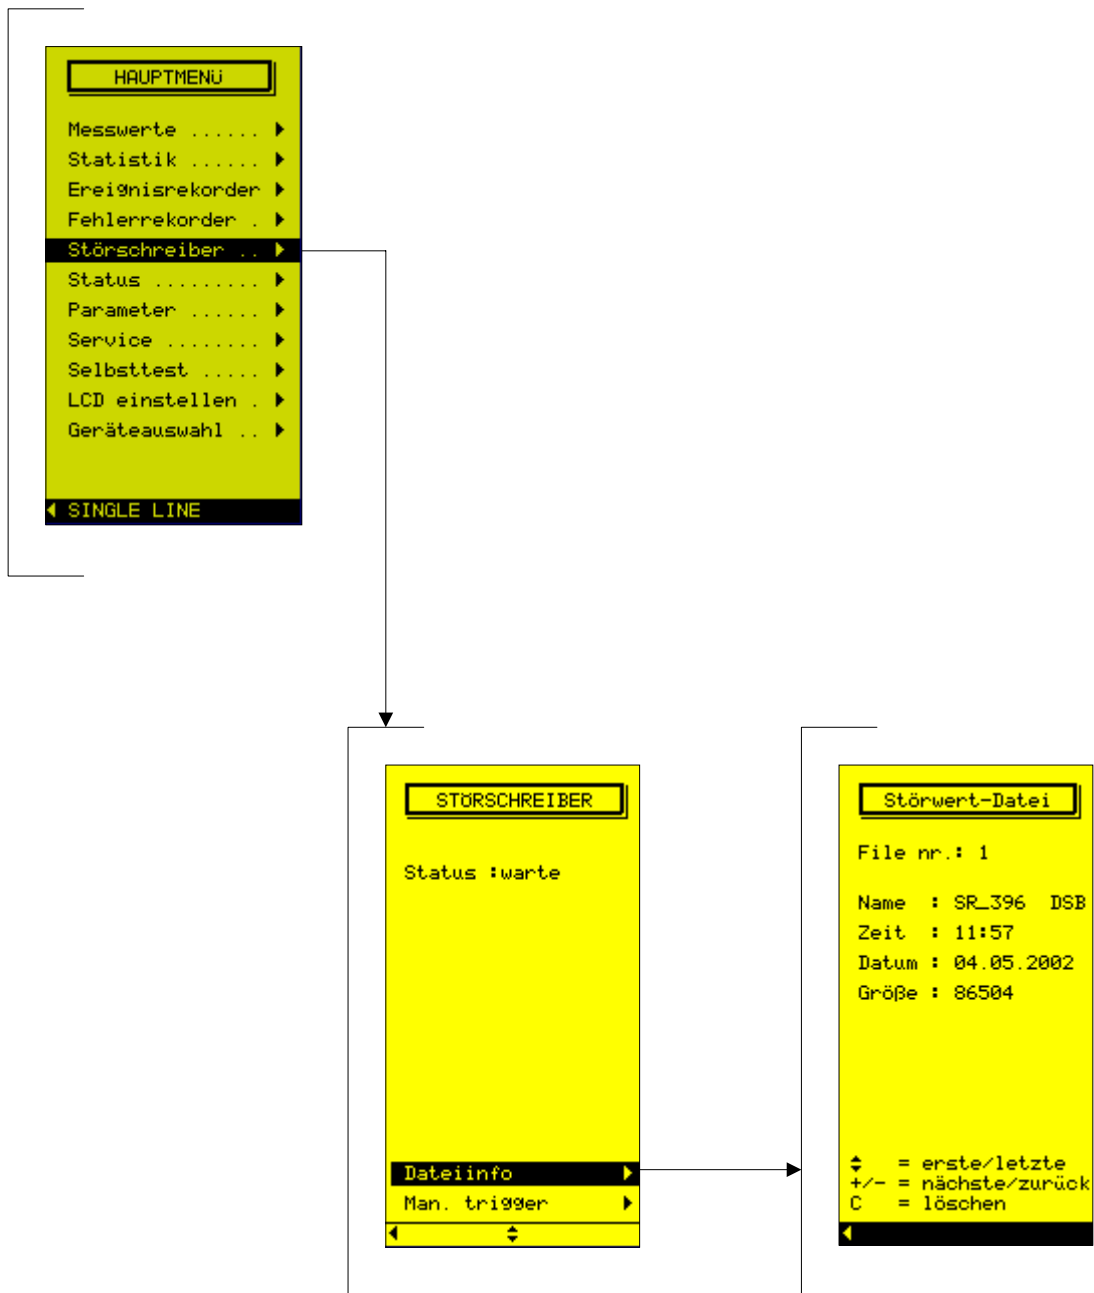 HAUPTMENÜ
Messwerte ......
Statistik ......
Ereignisrekorder
Fehlerrekorder .
Störschreiber ..
Status .........
Parameter ......
Service ........
Selbsttest .....
LCD einstellen .
Geräteauswahl ..
SINGLE LINE
STÖRSCHREIBER
Status :warte
Dateiinfo
Man. trigger
Störwert-Datei
File nr.: 1
Name : SR_396 DSB
Zeit : 11:57
Datum : 04.05.2002
Größe : 86504
= erste/letzte
+/- = nächste/zurück
C = löschen